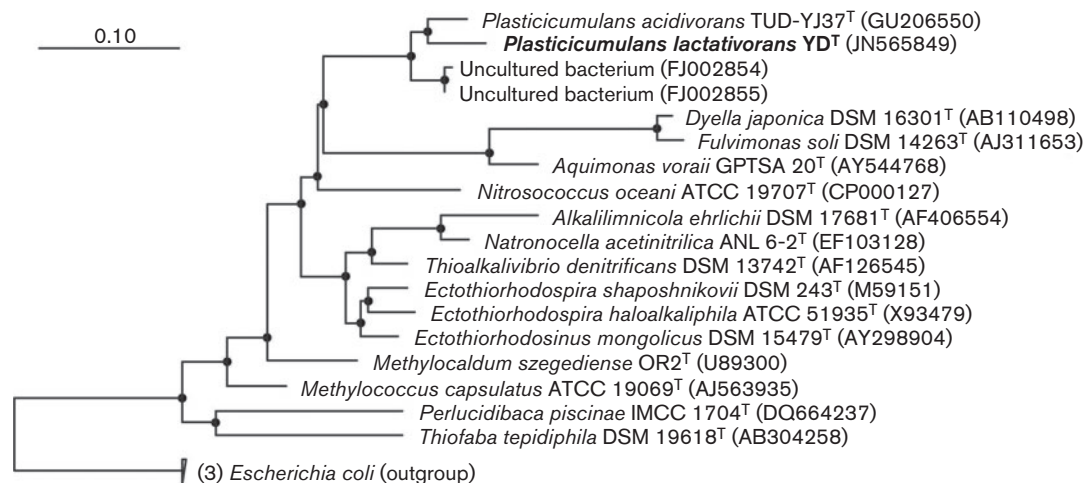 0.10
Plasticicumulans acidivorans TUD-YJ37ᵀ (GU206550)
Plasticicumulans lactativorans YDᵀ (JN565849)
Uncultured bacterium (FJ002854)
Uncultured bacterium (FJ002855)
Dyella japonica DSM 16301ᵀ (AB110498)
Fulvimonas soli DSM 14263ᵀ (AJ311653)
Aquimonas voraii GPTSA 20ᵀ (AY544768)
Nitrosococcus oceani ATCC 19707ᵀ (CP000127)
Alkalilimnicola ehrlichii DSM 17681ᵀ (AF406554)
Natronocella acetinitrilica ANL 6-2ᵀ (EF103128)
Thioalkalivibrio denitrificans DSM 13742ᵀ (AF126545)
Ectothiorhodospira shaposhnikovii DSM 243ᵀ (M59151)
Ectothiorhodospira haloalkaliphila ATCC 51935ᵀ (X93479)
Ectothiorhodosinus mongolicus DSM 15479ᵀ (AY298904)
Methylocaldum szegediense OR2ᵀ (U89300)
Methylococcus capsulatus ATCC 19069ᵀ (AJ563935)
Perlucidibaca piscinae IMCC 1704ᵀ (DQ664237)
Thiofaba tepidiphila DSM 19618ᵀ (AB304258)
(3) Escherichia coli (outgroup)